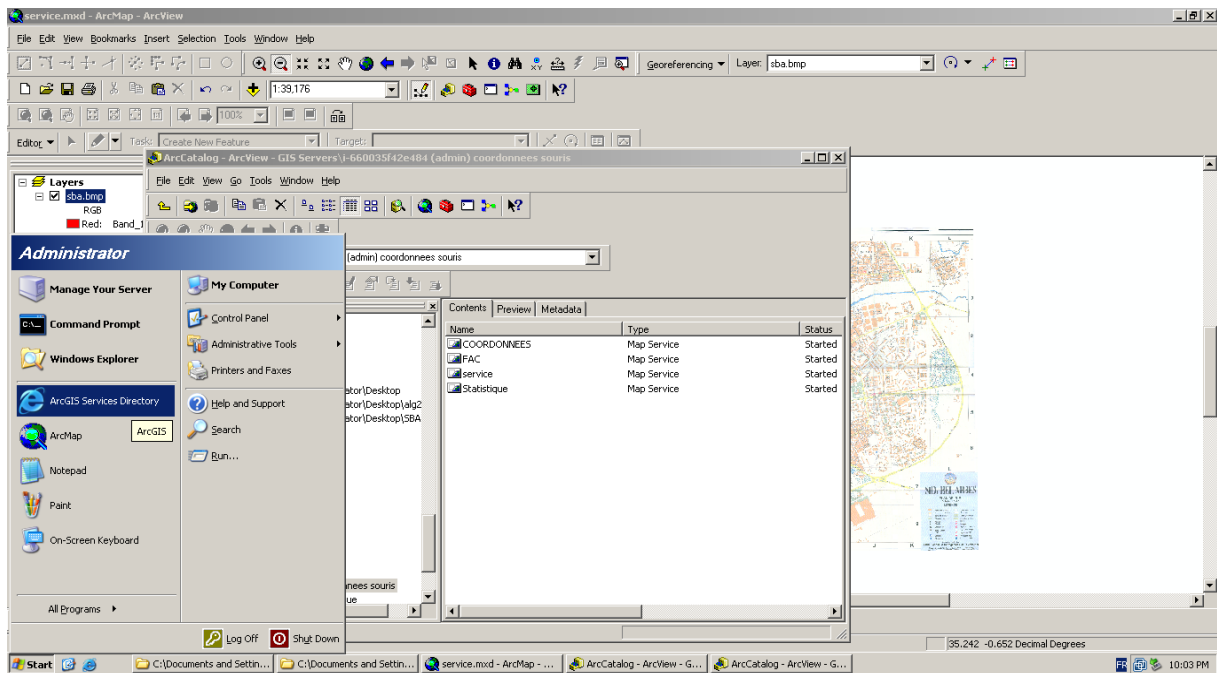 service.mxd - ArcMap - ArcView
File Edit View Bookmarks Insert Selection Tools Window Help
Georeferencing Layer: sba.bmp
1:39,176
100%
Editor Task: Create New Feature Target:
ArcCatalog - ArcView - GIS Servers\i-660035f42e484 (admin) coordonnees souris
File Edit View Go Tools Window Help
Layers
sba.bmp
RGB
Red: Band_1
(admin) coordonnees souris
Administrator
Manage Your Server
Command Prompt
Windows Explorer
ArcGIS Services Directory
ArcGIS
ArcMap
Notepad
Paint
On-Screen Keyboard
All Programs
My Computer
Control Panel
Administrative Tools
Printers and Faxes
Help and Support
Search
Run...
Log Off Shut Down
ator\Desktop
ator\Desktop\alg2
ator\Desktop\SBA
nnees souris
ue
Contents Preview Metadata
Name Type Status
COORDONNEES Map Service Started
FAC Map Service Started
service Map Service Started
Statistique Map Service Started
35.242 -0.652 Decimal Degrees
Start C:\Documents and Settin... C:\Documents and Settin... service.mxd - ArcMap - ... ArcCatalog - ArcView - G... ArcCatalog - ArcView - G... FR 10:03 PM